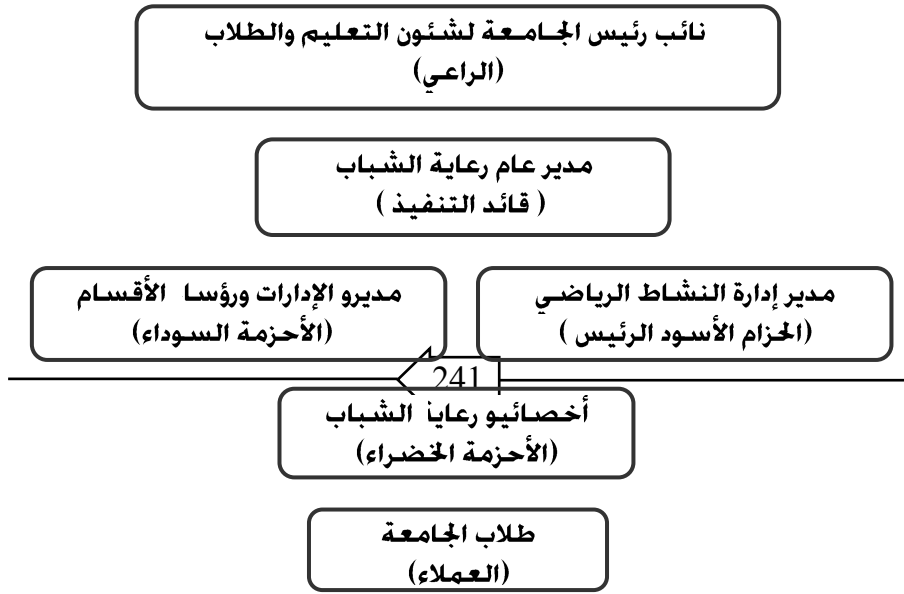 نائب رئيس الجامعة لشئون التعليم والطلاب
(الراعي)
مدير عام رعاية الشباب
( قائد التنفيذ )
مدير إدارة النشاط الرياضي
(الحزام الأسود الرئيس )
مديرو الإدارات ورؤسا الأقسام
(الأحزمة السوداء)
241
أخصائيو رعاية الشباب
(الأحزمة الخضراء)
طلاب الجامعة
(العملاء)